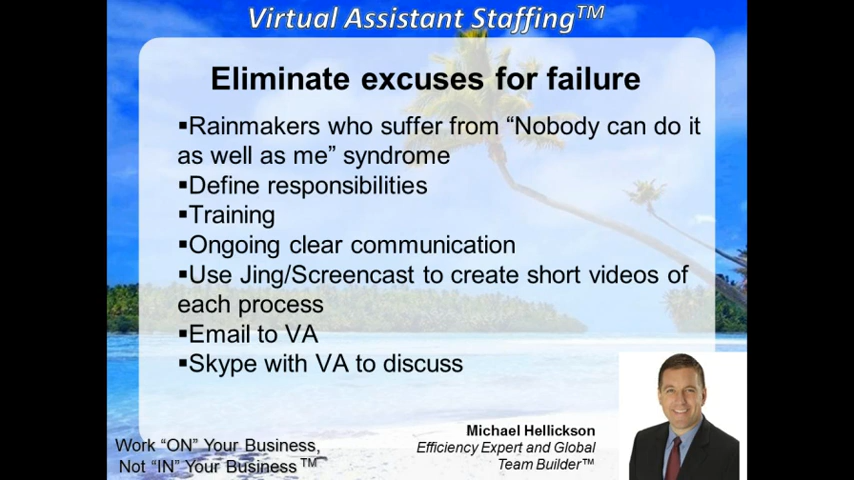 Virtual Assistant Staffing™
Eliminate excuses for failure
▪Rainmakers who suffer from “Nobody can do it
as well as me” syndrome
▪Define responsibilities
▪Training
▪Ongoing clear communication
▪Use Jing/Screencast to create short videos of
each process
▪Email to VA
▪Skype with VA to discuss
Work “ON” Your Business,
Not “IN” Your Business™
Michael Hellickson
Efficiency Expert and Global
Team Builder™